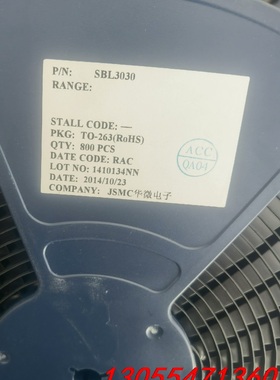 P/N: SBL3030
RANGE:
STALL CODE: —
PKG: TO-263(RoHS)
QTY: 800 PCS
DATE CODE: RAC
LOT NO: 1410134NN
DATE: 2014/10/23
COMPANY: JSMC华微电子
ACC
QA04
13055471360